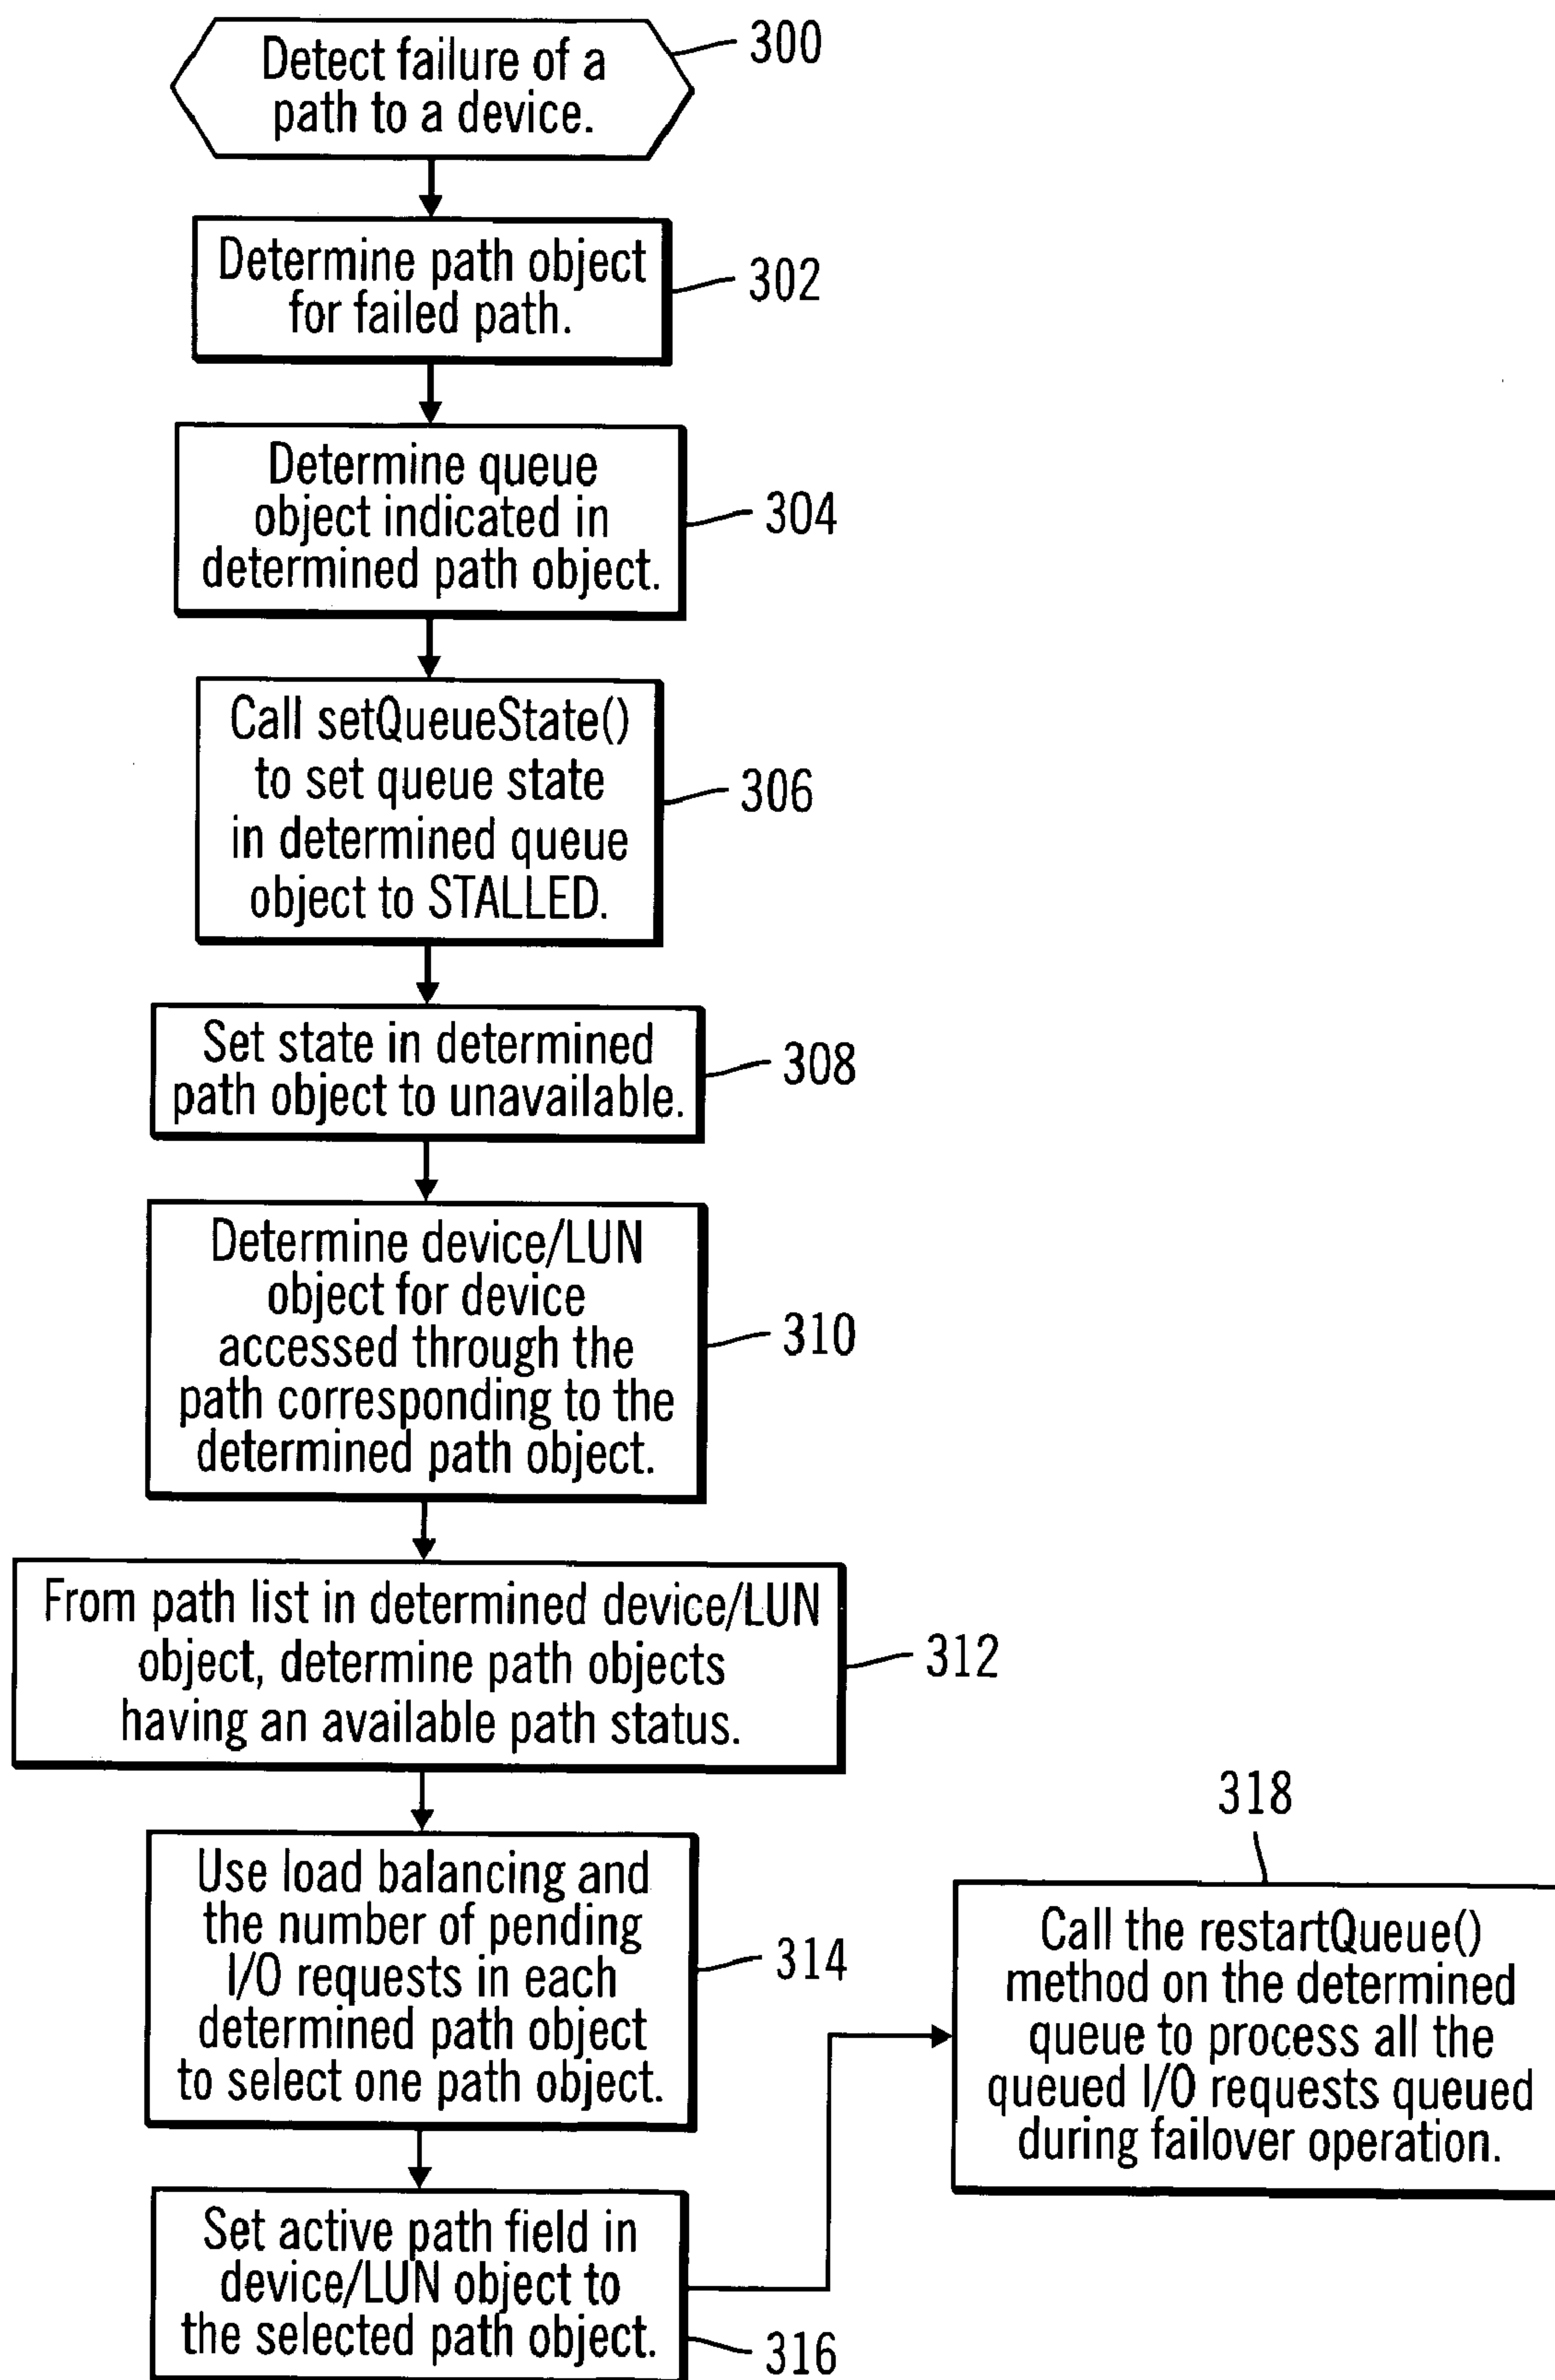 Detect failure of a
path to a device.
300
Determine path object
for failed path.
302
Determine queue
object indicated in
determined path object.
304
Call setQueueState()
to set queue state
in determined queue
object to STALLED.
306
Set state in determined
path object to unavailable.
308
Determine device/LUN
object for device
accessed through the
path corresponding to the
determined path object.
310
From path list in determined device/LUN
object, determine path objects
having an available path status.
312
Use load balancing and
the number of pending
I/O requests in each
determined path object
to select one path object.
314
Set active path field in
device/LUN object to
the selected path object.
316
318
Call the restartQueue()
method on the determined
queue to process all the
queued I/O requests queued
during failover operation.